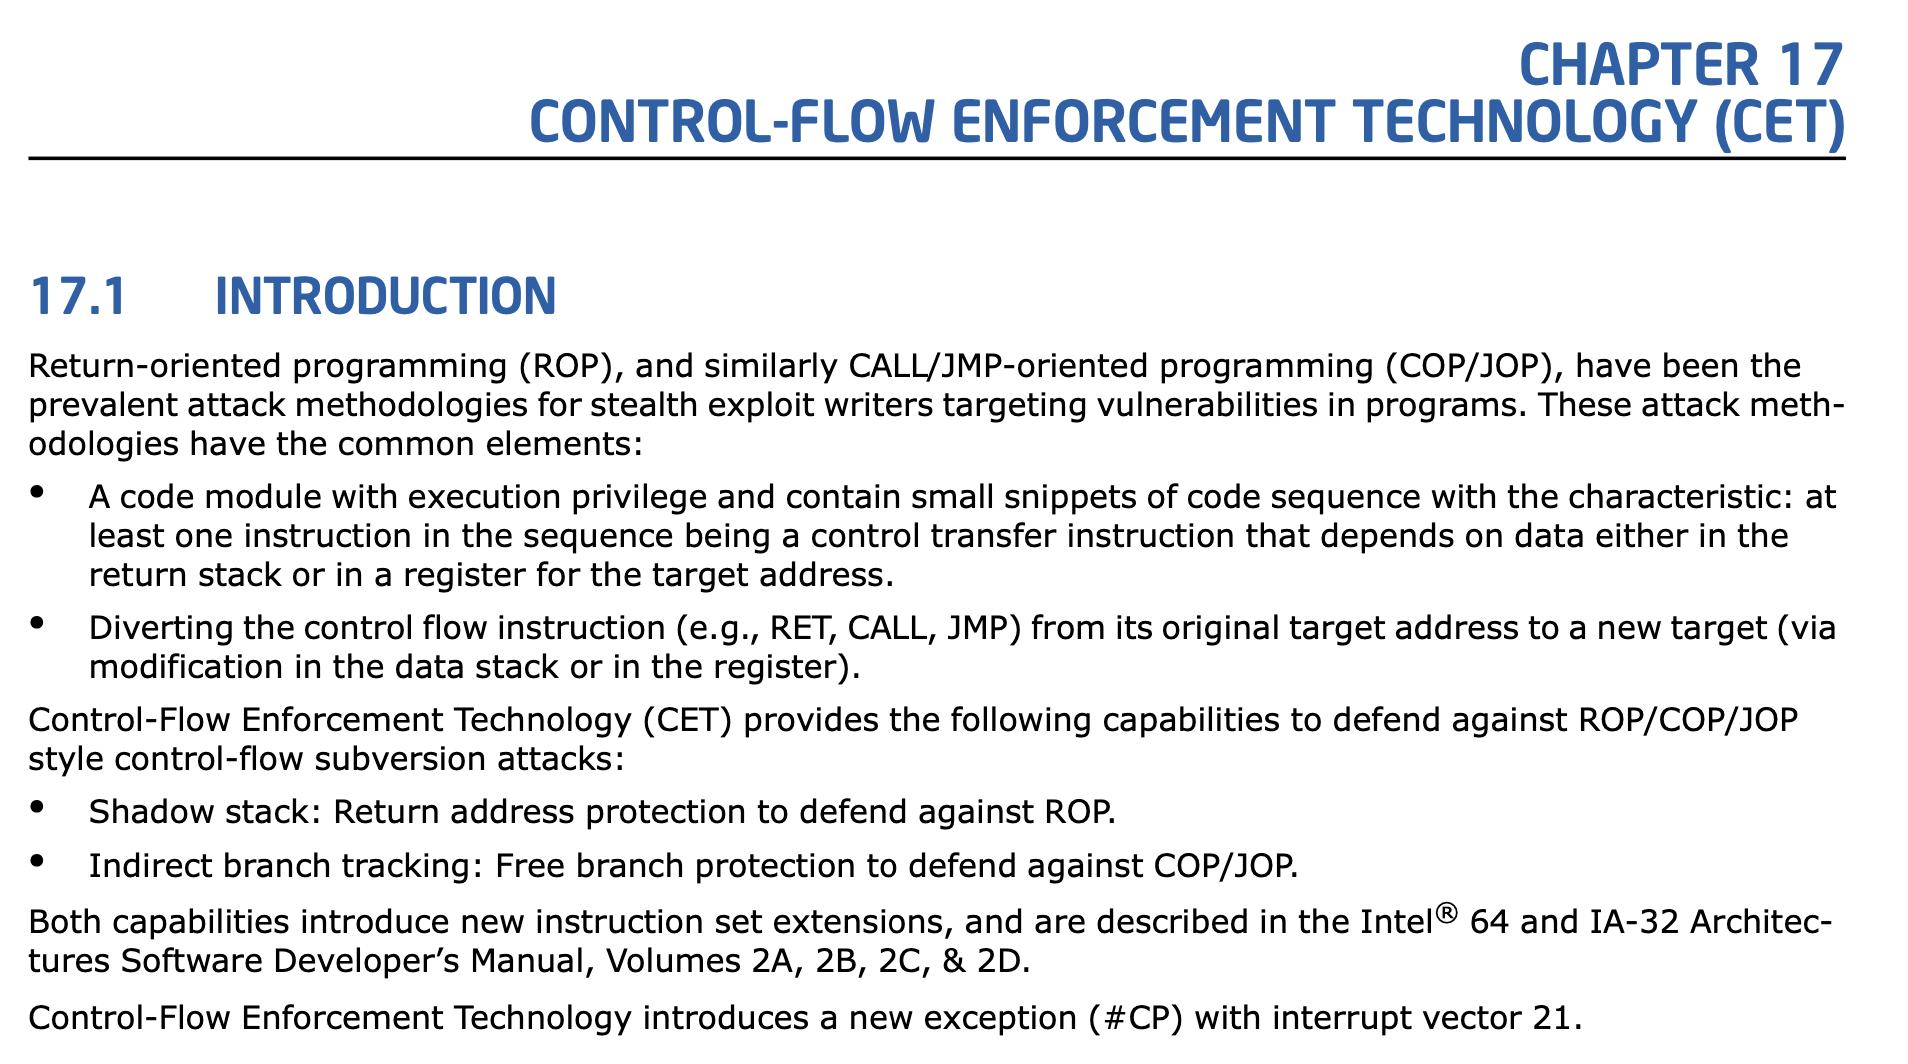 CHAPTER 17
CONTROL-FLOW ENFORCEMENT TECHNOLOGY (CET)
17.1 INTRODUCTION
Return-oriented programming (ROP), and similarly CALL/JMP-oriented programming (COP/JOP), have been the
prevalent attack methodologies for stealth exploit writers targeting vulnerabilities in programs. These attack meth-
odologies have the common elements:
• A code module with execution privilege and contain small snippets of code sequence with the characteristic: at
least one instruction in the sequence being a control transfer instruction that depends on data either in the
return stack or in a register for the target address.
• Diverting the control flow instruction (e.g., RET, CALL, JMP) from its original target address to a new target (via
modification in the data stack or in the register).
Control-Flow Enforcement Technology (CET) provides the following capabilities to defend against ROP/COP/JOP
style control-flow subversion attacks:
• Shadow stack: Return address protection to defend against ROP.
• Indirect branch tracking: Free branch protection to defend against COP/JOP.
Both capabilities introduce new instruction set extensions, and are described in the Intel® 64 and IA-32 Architec-
tures Software Developer’s Manual, Volumes 2A, 2B, 2C, & 2D.
Control-Flow Enforcement Technology introduces a new exception (#CP) with interrupt vector 21.